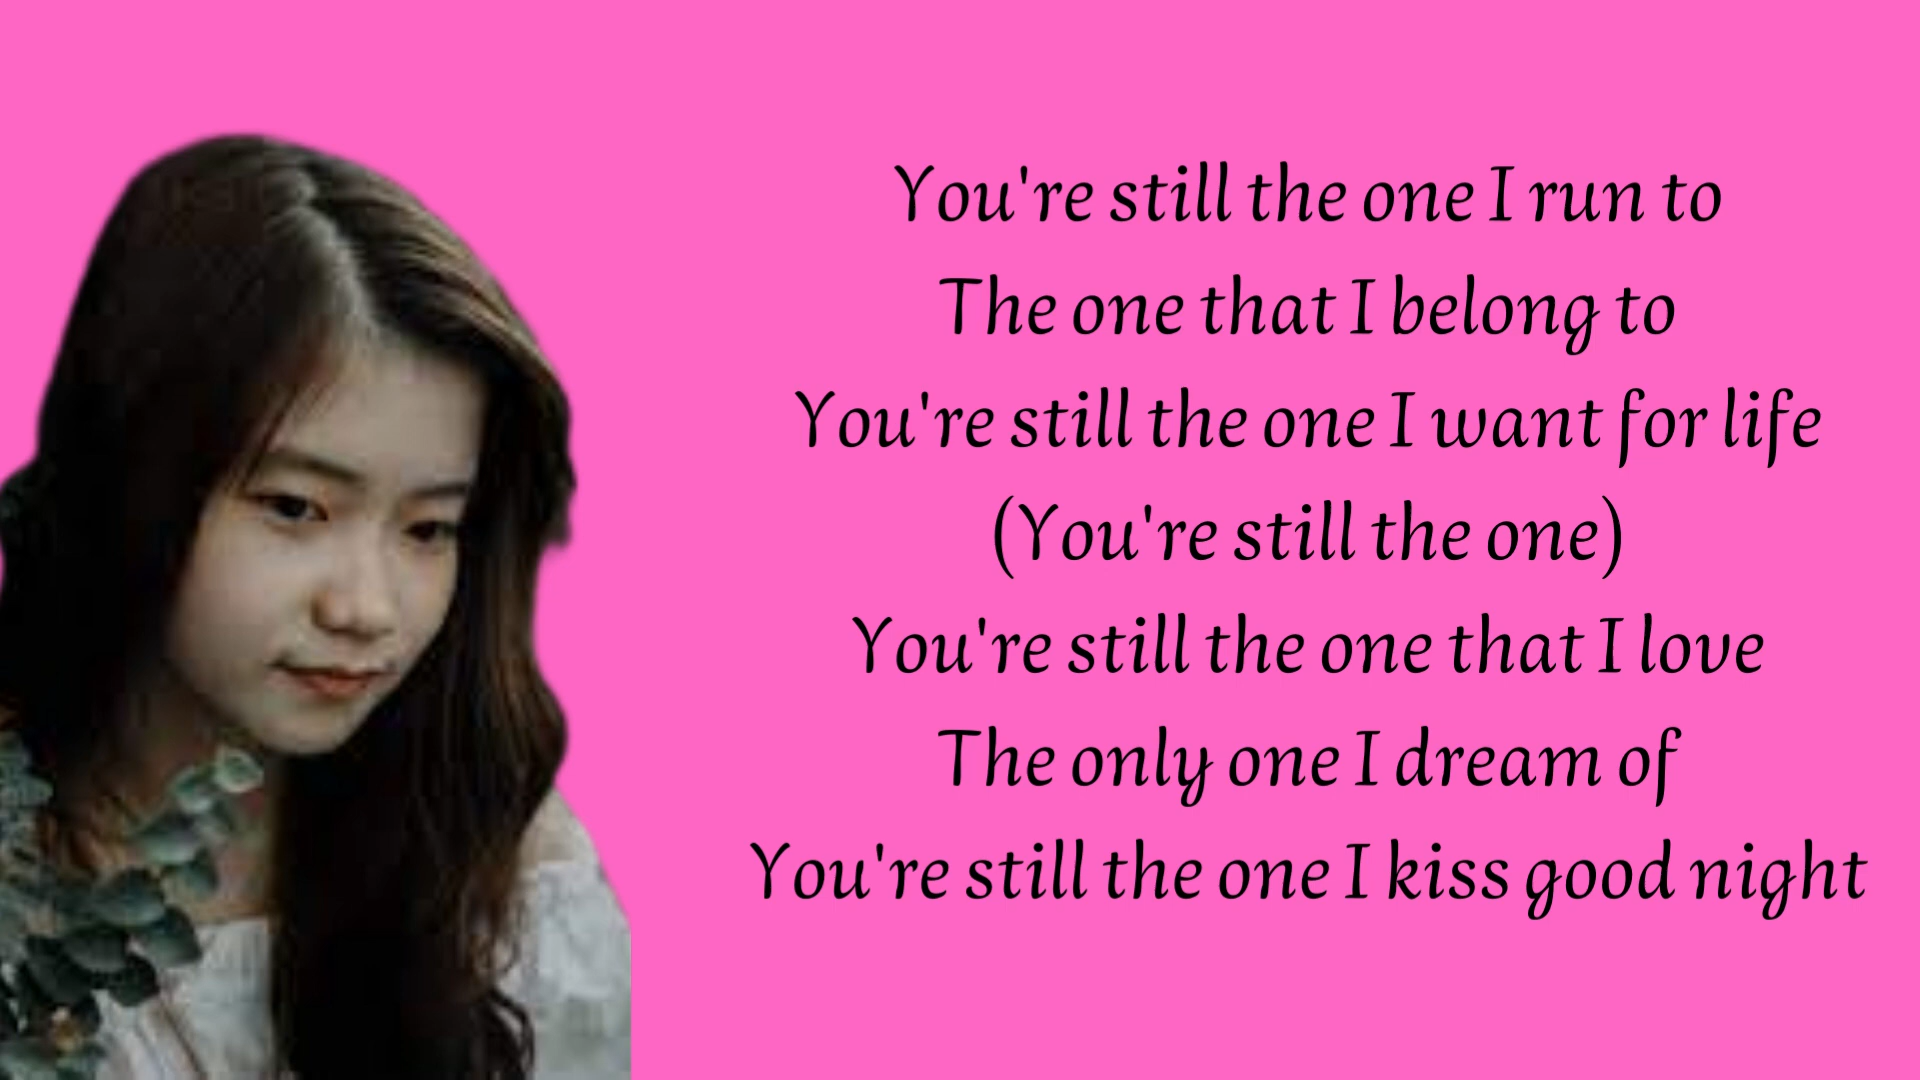 You're still the one I run to
The one that I belong to
You're still the one I want for life
(You're still the one)
You're still the one that I love
The only one I dream of
You're still the one I kiss good night